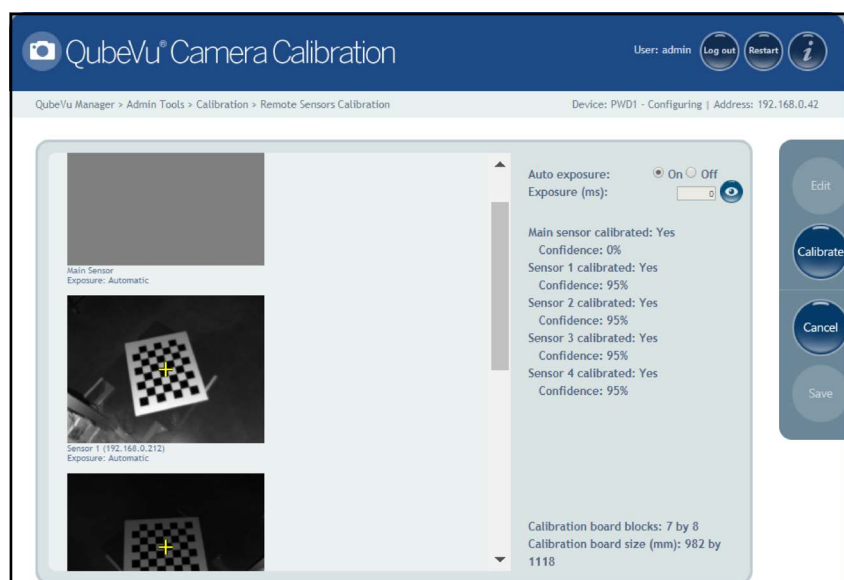 QubeVu® Camera Calibration
User: admin
Log out
Restart
i
QubeVu Manager > Admin Tools > Calibration > Remote Sensors Calibration
Device: PWD1 - Configuring | Address: 192.168.0.42
Main Sensor
Exposure: Automatic
Sensor 1 (192.168.0.212)
Exposure: Automatic
Auto exposure: On Off
Exposure (ms): 0
Main sensor calibrated: Yes
Confidence: 0%
Sensor 1 calibrated: Yes
Confidence: 95%
Sensor 2 calibrated: Yes
Confidence: 95%
Sensor 3 calibrated: Yes
Confidence: 95%
Sensor 4 calibrated: Yes
Confidence: 95%
Calibration board blocks: 7 by 8
Calibration board size (mm): 982 by
1118
Edit
Calibrate
Cancel
Save